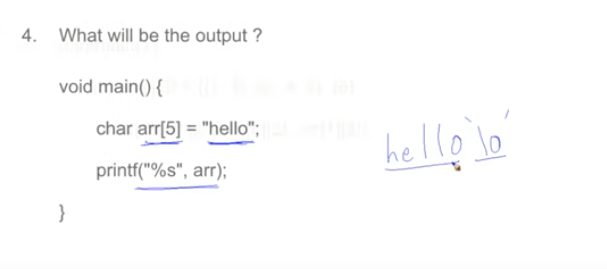 4. What will be the output ?
void main() {
char arr[5] = "hello";
hello'\0'
printf("%s", arr);
}